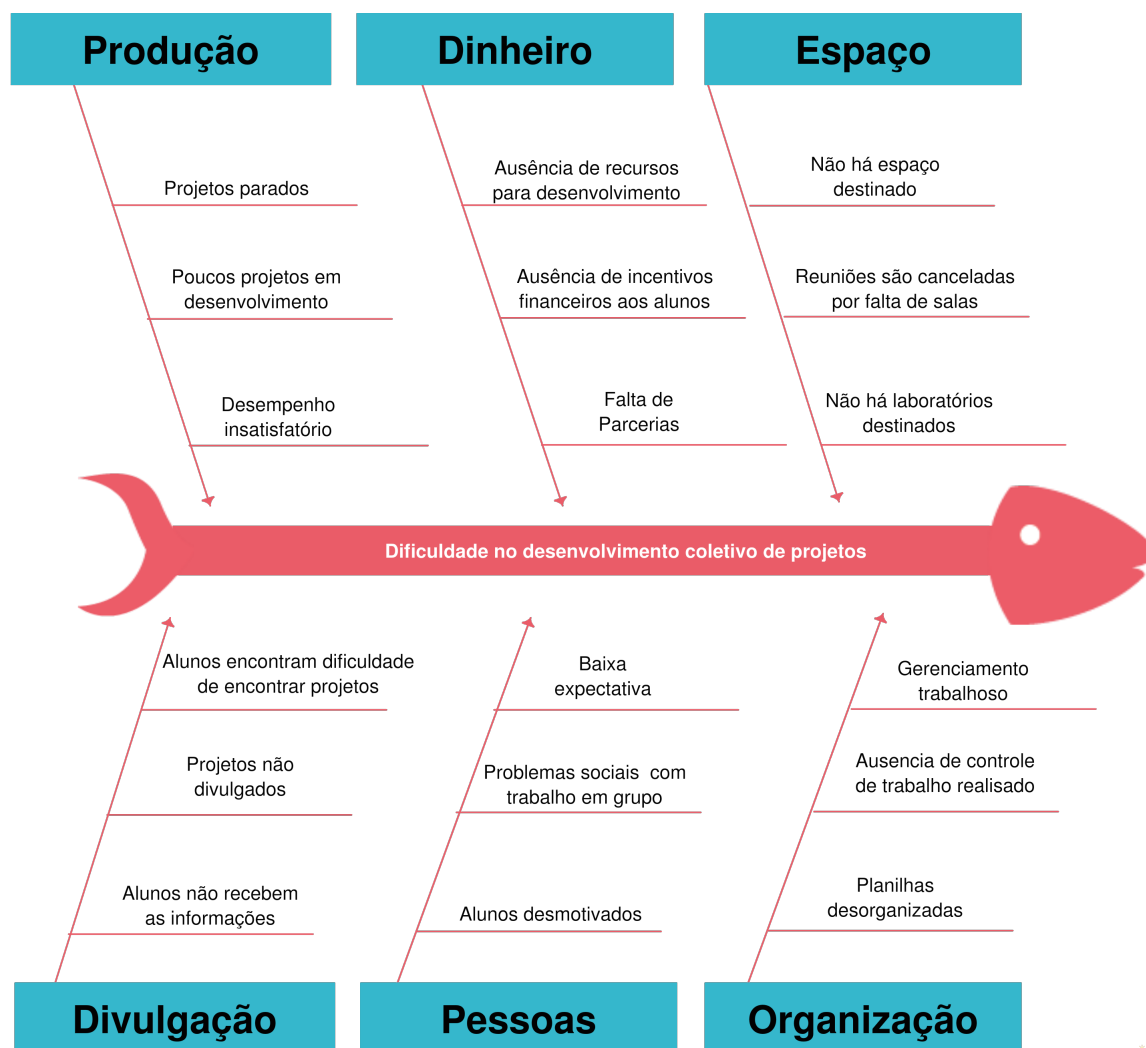 Produção
Dinheiro
Espaço
Projetos parados
Poucos projetos em
desenvolvimento
Desempenho
insatisfatório
Ausência de recursos
para desenvolvimento
Ausência de incentivos
financeiros aos alunos
Falta de
Parcerias
Não há espaço
destinado
Reuniões são canceladas
por falta de salas
Não há laboratórios
destinados
Dificuldade no desenvolvimento coletivo de projetos
Alunos encontram dificuldade
de encontrar projetos
Projetos não
divulgados
Alunos não recebem
as informações
Baixa
expectativa
Problemas sociais  com
trabalho em grupo
Alunos desmotivados
Gerenciamento
trabalhoso
Ausencia de controle
de trabalho realisado
Planilhas
desorganizadas
Divulgação
Pessoas
Organização